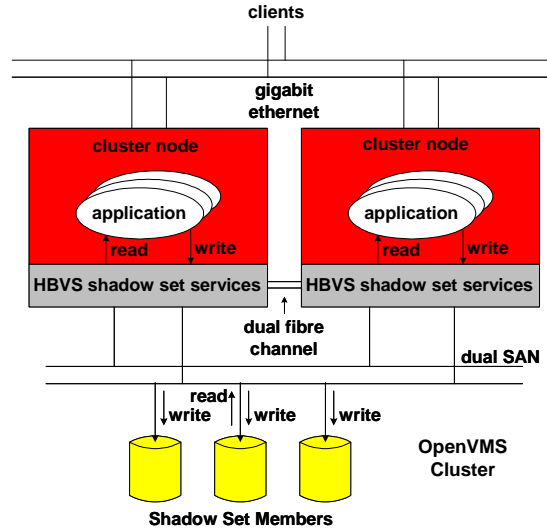 clients
gigabit
ethernet
cluster node
cluster node
application
application
read
write
read
write
HBVS shadow set services
HBVS shadow set services
dual fibre
channel
dual SAN
read
write
write
write
OpenVMS
Cluster
Shadow Set Members